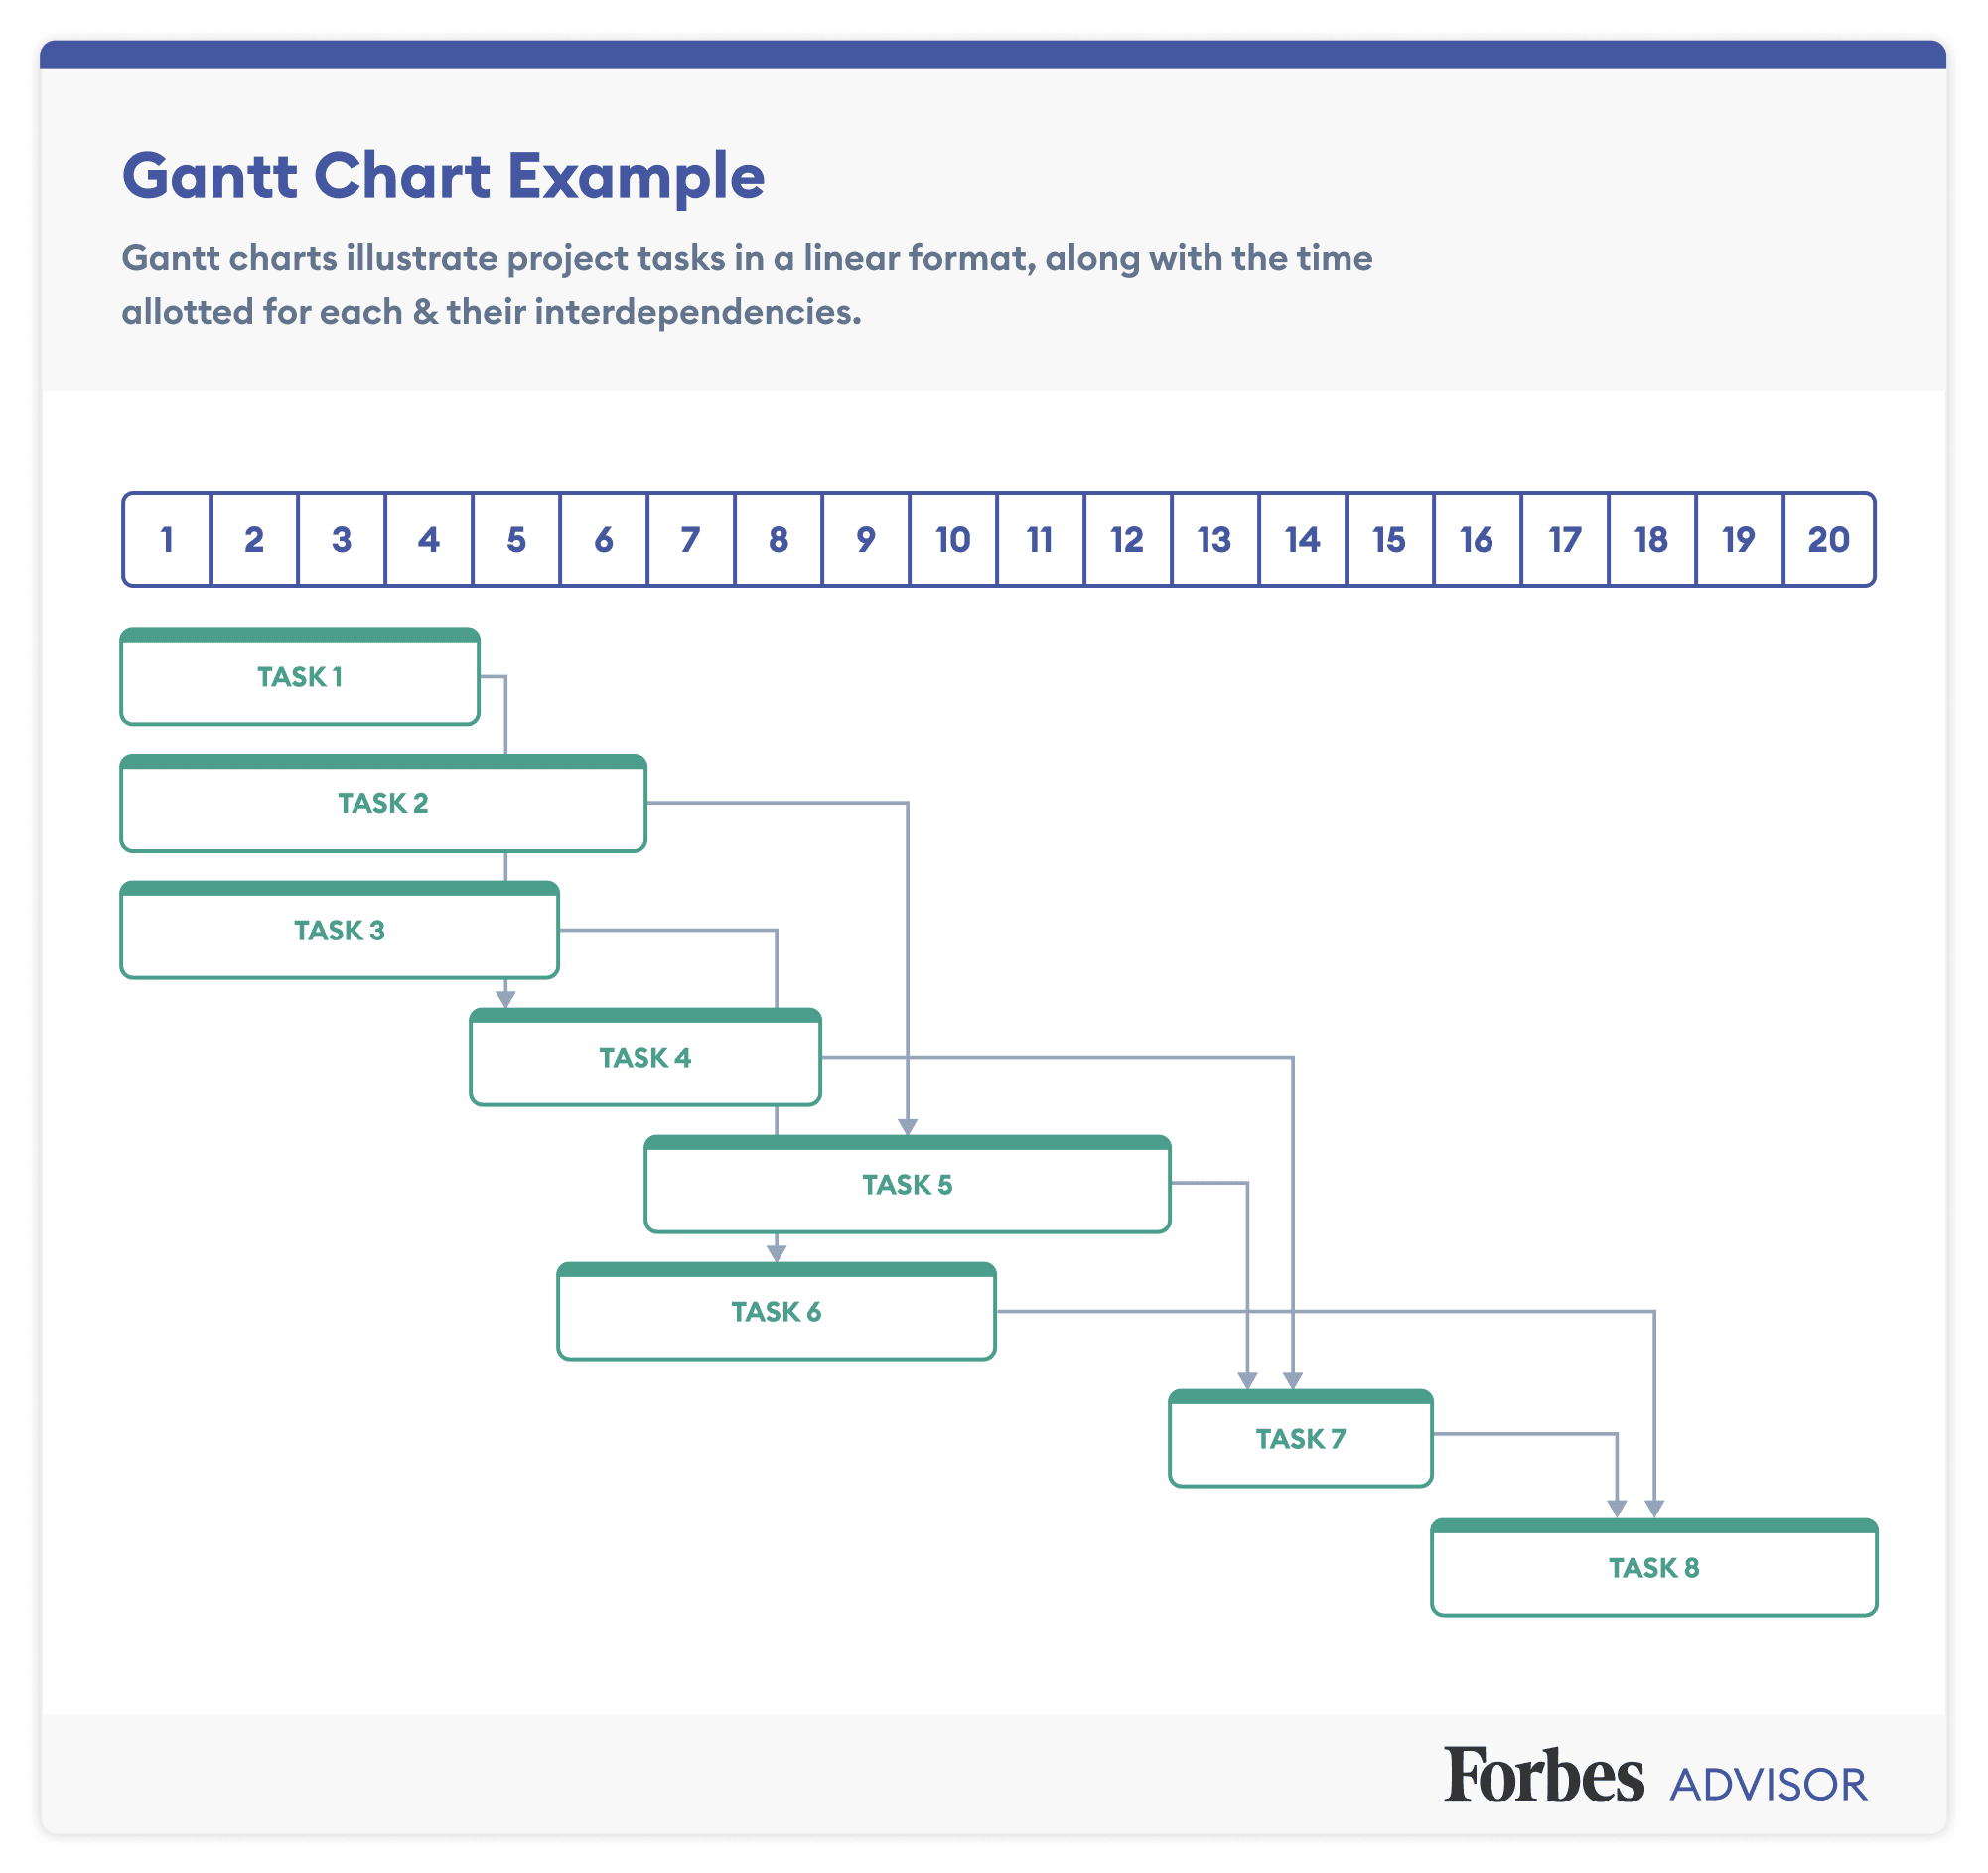 Gantt Chart Example
Gantt charts illustrate project tasks in a linear format, along with the time
allotted for each & their interdependencies.
1 2 3 4 5 6 7 8 9 10 11 12 13 14 15 16 17 18 19 20
TASK 1
TASK 2
TASK 3
TASK 4
TASK 5
TASK 6
TASK 7
TASK 8
Forbes ADVISOR